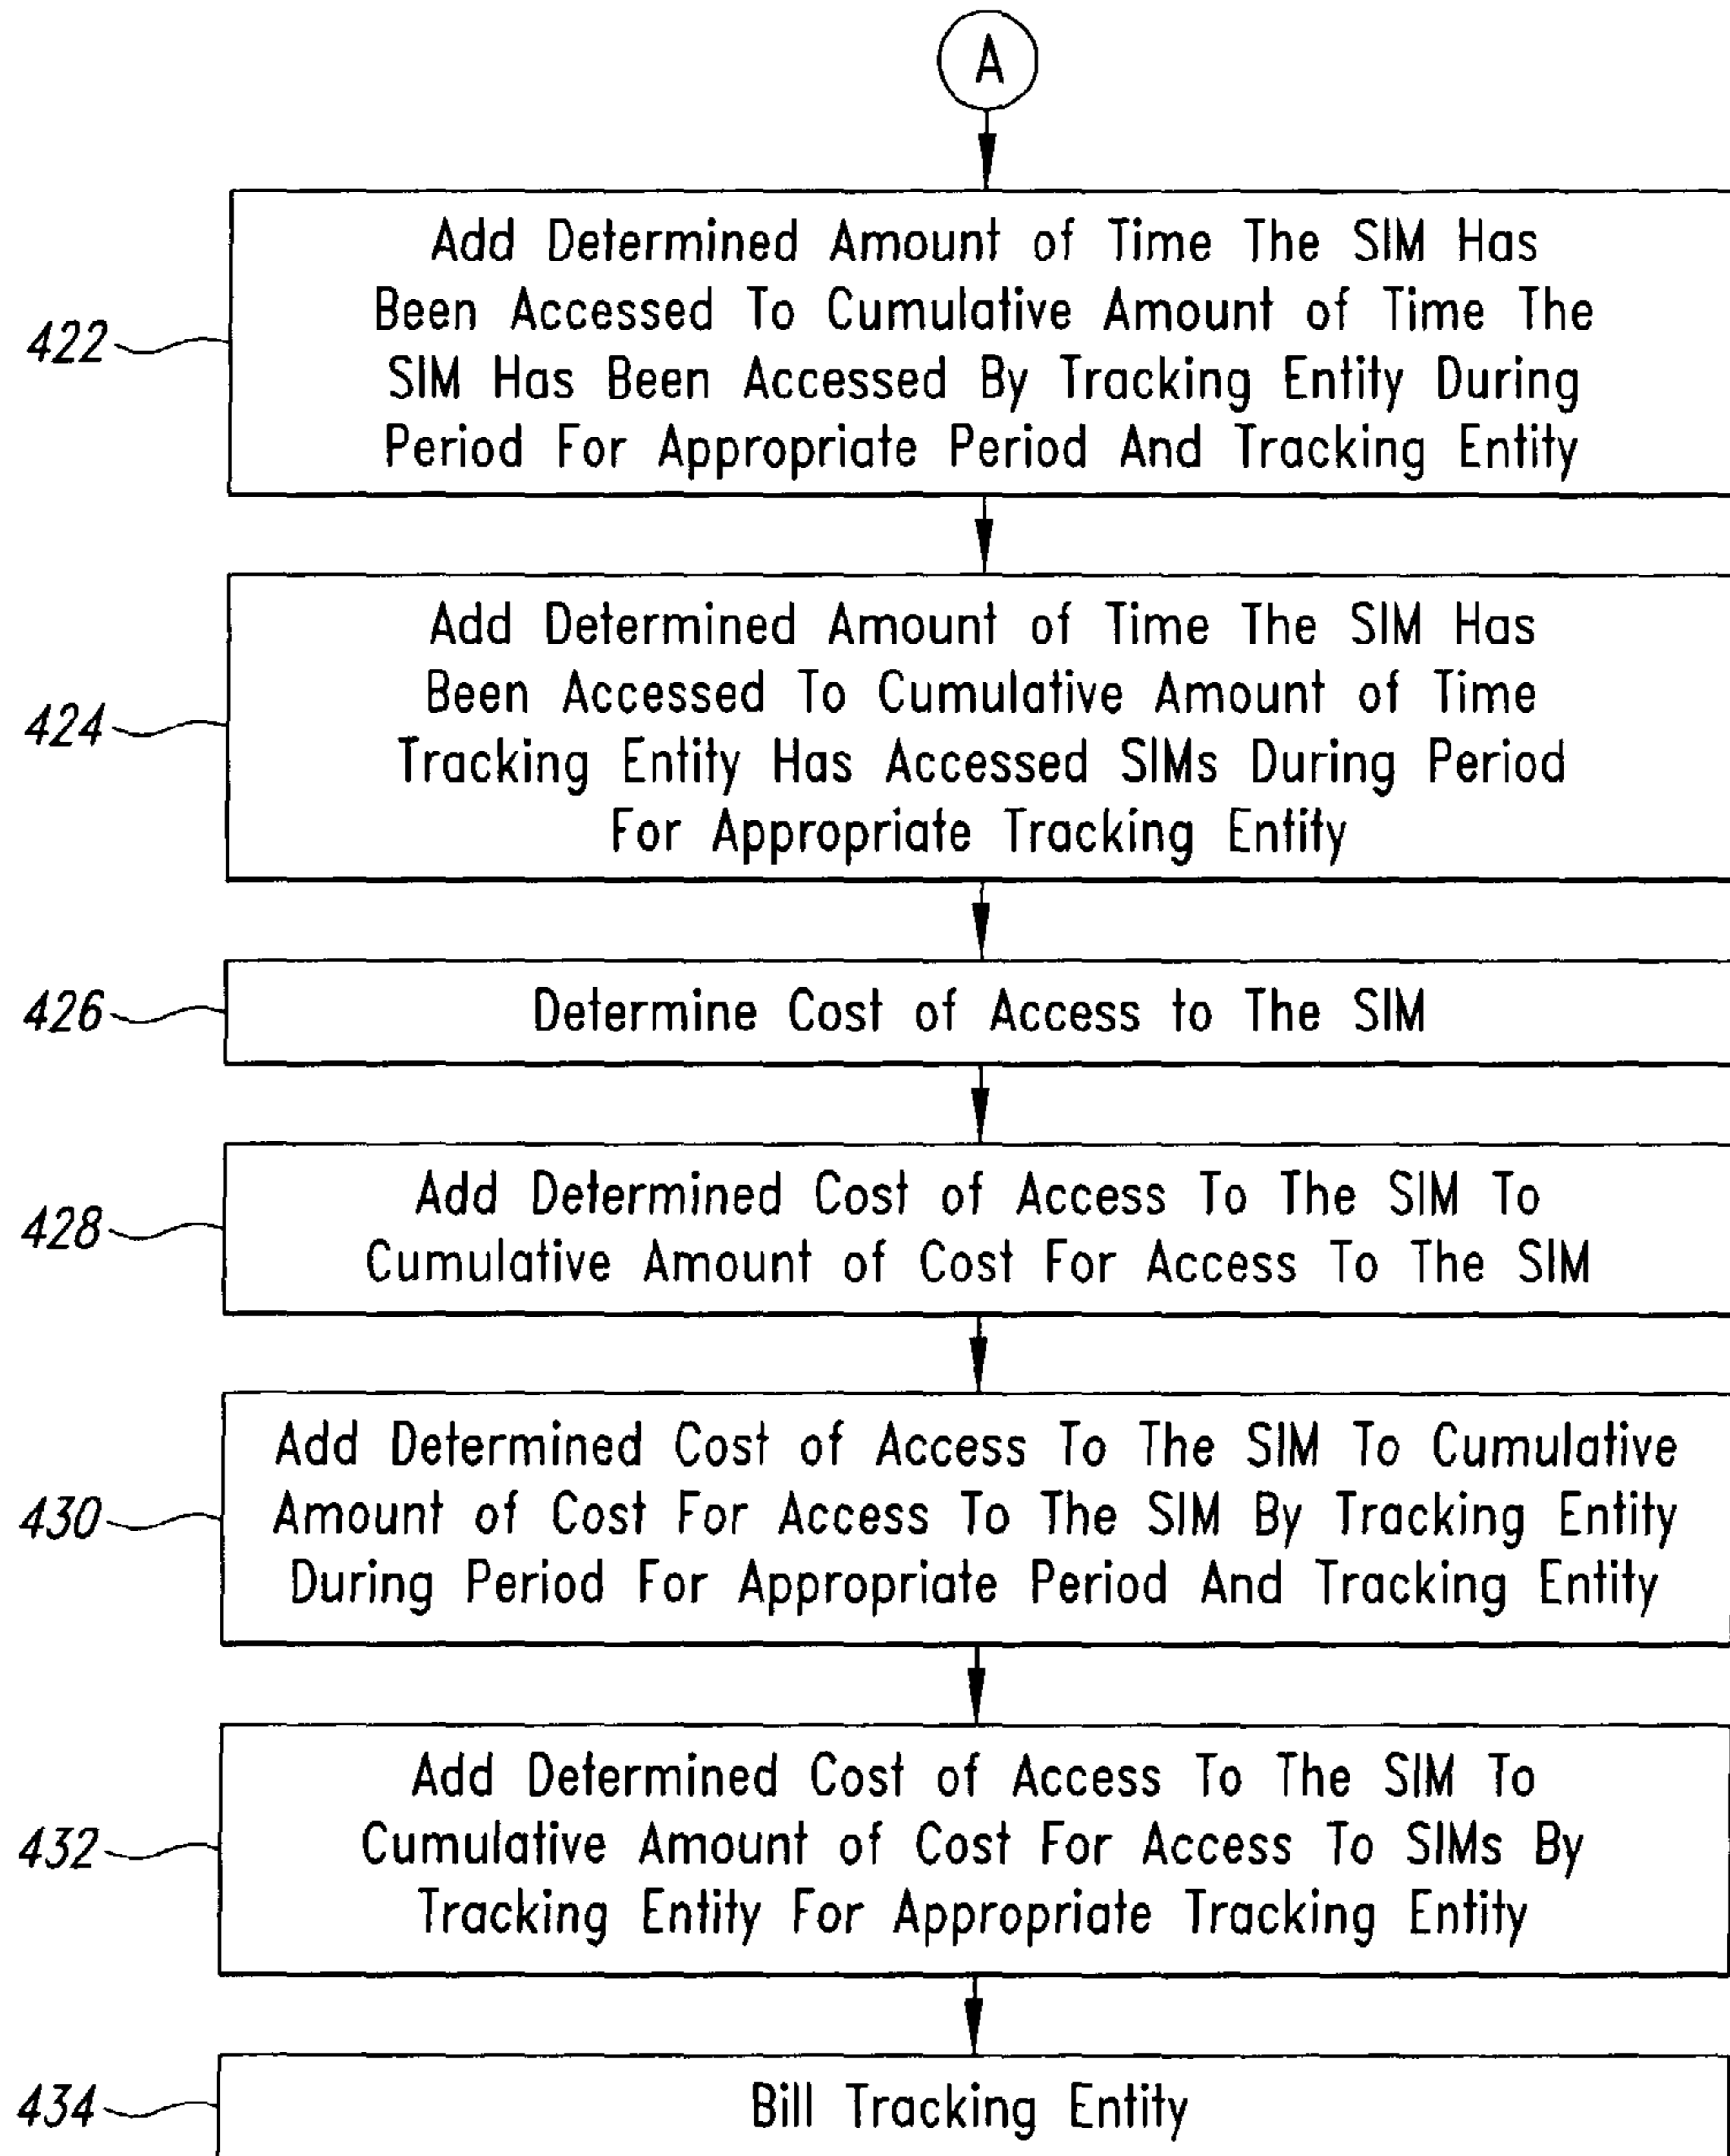 A
422
Add Determined Amount of Time The SIM Has
Been Accessed To Cumulative Amount of Time The
SIM Has Been Accessed By Tracking Entity During
Period For Appropriate Period And Tracking Entity
424
Add Determined Amount of Time The SIM Has
Been Accessed To Cumulative Amount of Time
Tracking Entity Has Accessed SIMs During Period
For Appropriate Tracking Entity
426
Determine Cost of Access to The SIM
428
Add Determined Cost of Access To The SIM To
Cumulative Amount of Cost For Access To The SIM
430
Add Determined Cost of Access To The SIM To Cumulative
Amount of Cost For Access To The SIM By Tracking Entity
During Period For Appropriate Period And Tracking Entity
432
Add Determined Cost of Access To The SIM To
Cumulative Amount of Cost For Access To SIMs By
Tracking Entity For Appropriate Tracking Entity
434
Bill Tracking Entity